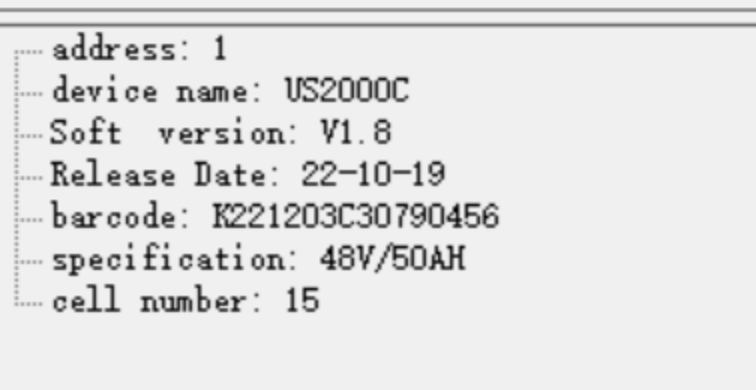 address: 1
device name: US2000C
Soft  version: V1.8
Release Date: 22-10-19
barcode: K221203C30790456
specification: 48V/50AH
cell number: 15